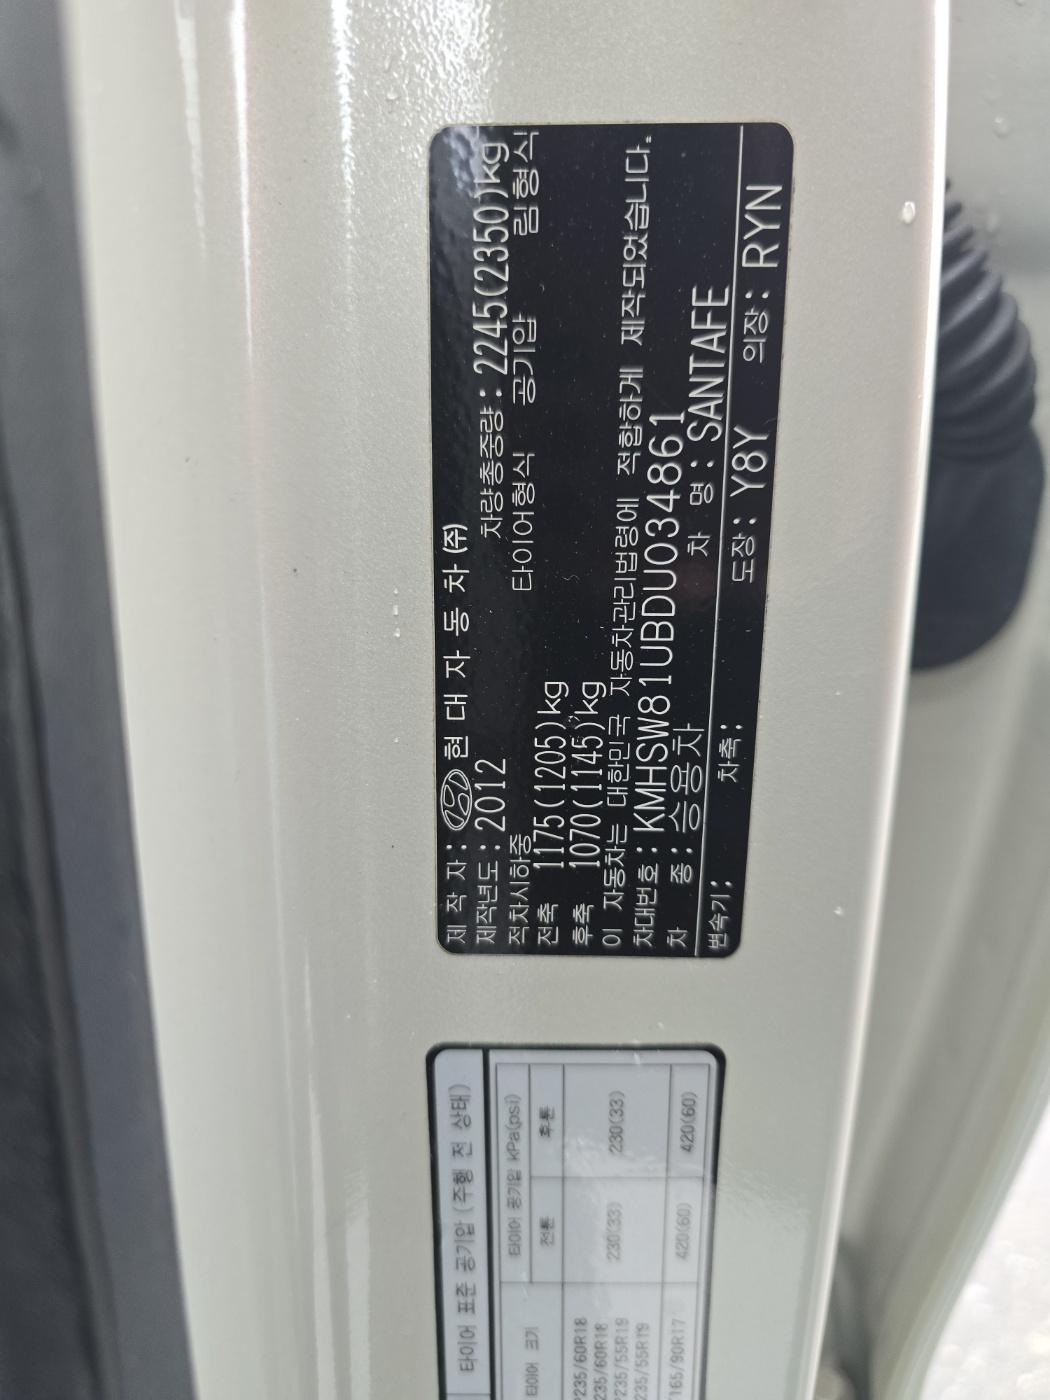 제 작 자 : 현 대 자 동 차 (주)
제작년도 : 2012 차량총중량 : 2245(2350)kg
적차시하중 타이어형식 공기압 림형식
전축 1175(1205)kg
후축 1070(1145)kg
이 자동차는 대한민국 자동차관리법령에 적합하게 제작되었습니다.
차대번호 : KMHSW81UBDU034861
차 종 : 승용차 차 명 : SANTAFE
변속기 : 차축 : 도장 : Y8Y 의장 : RYN
타이어 표준 공기압 (주행 전 상태)
타이어 크기 타이어 공기압 KPa(psi)
전륜 후륜
235/60R18
235/60R18 230(33) 230(33)
235/55R19
235/55R19
165/90R17 420(60) 420(60)